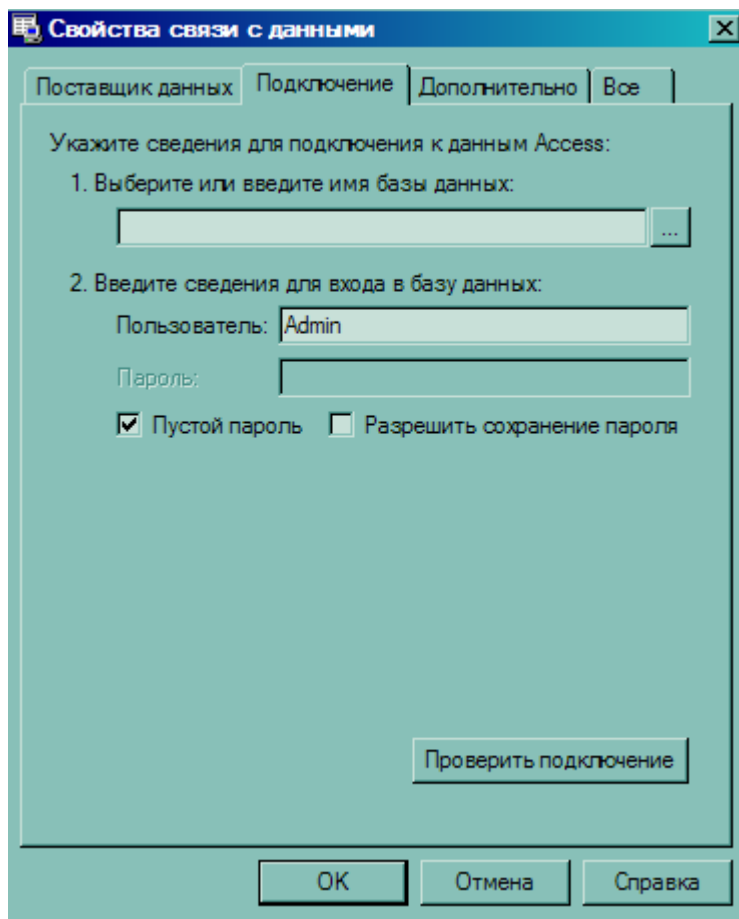 Свойства связи с данными
Поставщик данных Подключение Дополнительно Все
Укажите сведения для подключения к данным Access:
1. Выберите или введите имя базы данных:
...
2. Введите сведения для входа в базу данных:
Пользователь: Admin
Пароль:
Пустой пароль Разрешить сохранение пароля
Проверить подключение
OK Отмена Справка